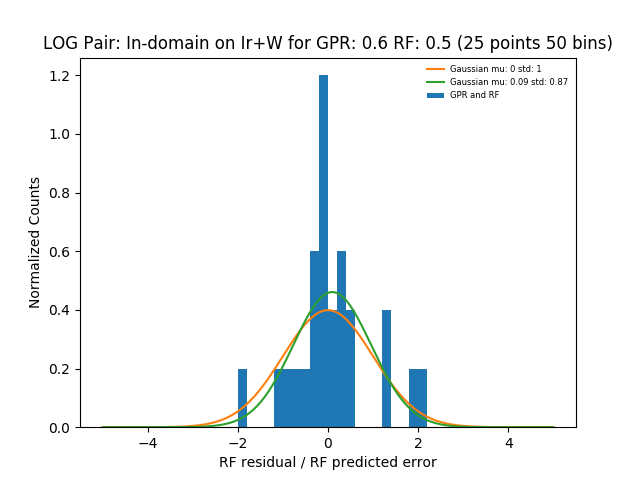 LOG Pair: In-domain on Ir+W for GPR: 0.6 RF: 0.5 (25 points 50 bins)
Gaussian mu: 0 std: 1
Gaussian mu: 0.09 std: 0.87
GPR and RF
Normalized Counts
1.2
1.0
0.8
0.6
0.4
0.2
0.0
−4
−2
0
2
4
RF residual / RF predicted error